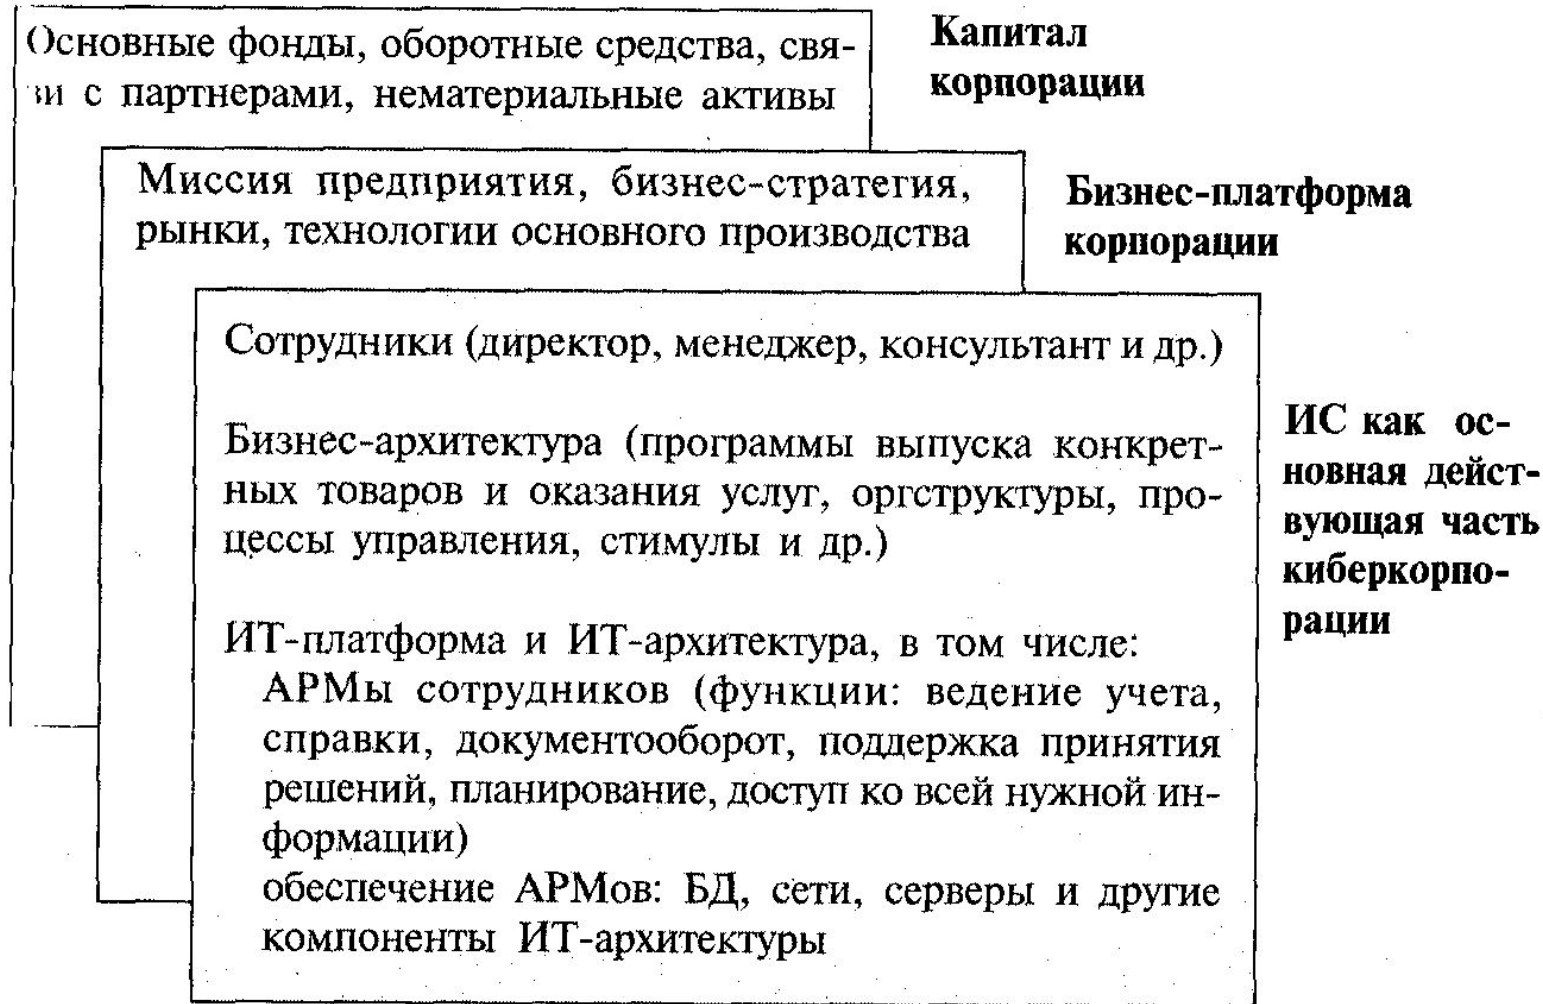 Основные фонды, оборотные средства, свя-
зи с партнерами, нематериальные активы
Капитал
корпорации
Миссия предприятия, бизнес-стратегия,
рынки, технологии основного производства
Бизнес-платформа
корпорации
Сотрудники (директор, менеджер, консультант и др.)
Бизнес-архитектура (программы выпуска конкрет-
ных товаров и оказания услуг, оргструктуры, про-
цессы управления, стимулы и др.)
ИТ-платформа и ИТ-архитектура, в том числе:
АРМы сотрудников (функции: ведение учета,
справки, документооборот, поддержка принятия
решений, планирование, доступ ко всей нужной ин-
формации)
обеспечение АРМов: БД, сети, серверы и другие
компоненты ИТ-архитектуры
ИС как ос-
новная дейст-
вующая часть
киберкорпо-
рации